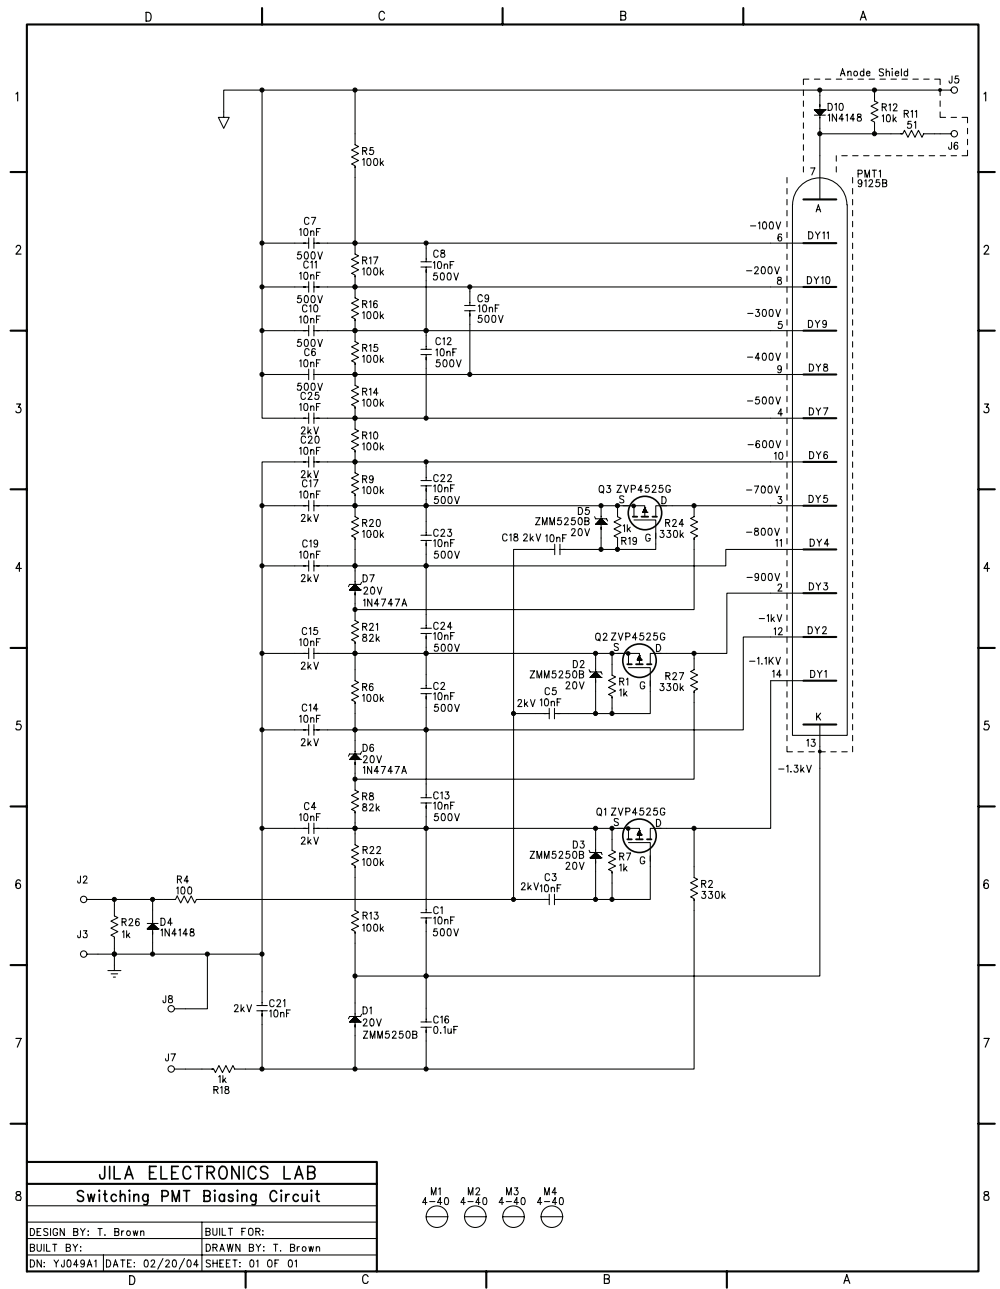 D C B A
1 1
Anode Shield
J5
D10
1N4148
R12
10k
R11
51
J6
R5
100k
7
PMT1
9125B
A
2 2
C7
10nF
500V
-100V
6 DY11
R17
100k
C8
10nF
500V
C11
10nF
500V
-200V
8 DY10
R16
100k
C9
10nF
500V
C10
10nF
500V
-300V
5 DY9
R15
100k
C12
10nF
500V
C6
10nF
500V
-400V
9 DY8
R14
100k
3 3
C25
10nF
2kV
-500V
4 DY7
R10
100k
C20
10nF
2kV
-600V
10 DY6
R9
100k
C22
10nF
500V
C17
10nF
2kV
Q3 ZVP4525G
S D
G
-700V
3 DY5
R20
100k
C23
10nF
500V
D5
ZMM5250B
20V
1k
R19
R24
330k
C18 2kV 10nF
C19
10nF
2kV
-800V
11 DY4
4 4
D7
20V
1N4747A
-900V
2 DY3
R21
82k
C24
10nF
500V
C15
10nF
2kV
Q2 ZVP4525G
S D
G
-1kV
12 DY2
R6
100k
C2
10nF
500V
D2
ZMM5250B
20V
R1
1k
R27
330k
C5
2kV 10nF
-1.1KV
14 DY1
C14
10nF
2kV
K
13
-1.3kV
5 5
D6
20V
1N4747A
R8
82k
C13
10nF
500V
C4
10nF
2kV
Q1 ZVP4525G
S D
G
R22
100k
D3
ZMM5250B
20V
R7
1k
C3
2kV 10nF
R2
330k
6 6
J2
R4
100
R26
1k
D4
1N4148
J3
R13
100k
C1
10nF
500V
J8
2kV C21
10nF
D1
20V
ZMM5250B
C16
0.1uF
7 7
J7
1k
R18
JILA ELECTRONICS LAB
Switching PMT Biasing Circuit
DESIGN BY: T. Brown BUILT FOR:
BUILT BY: DRAWN BY: T. Brown
DN: YJ049A1 DATE: 02/20/04 SHEET: 01 OF 01
8 8
M1 M2 M3 M4
4-40 4-40 4-40 4-40
D C B A